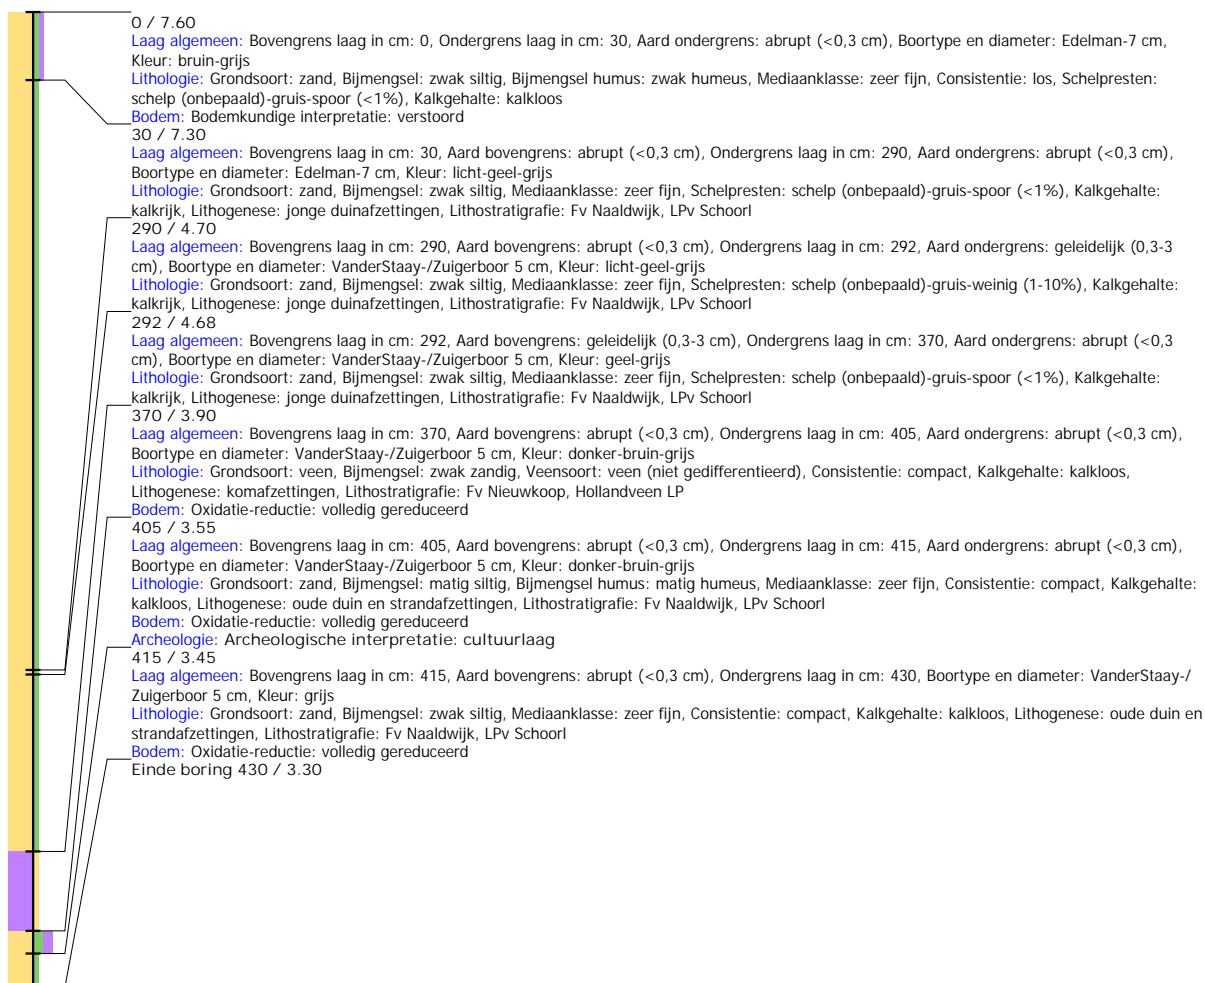 0 / 7.60
Laag algemeen: Bovengrens laag in cm: 0, Ondergrens laag in cm: 30, Aard ondergrens: abrupt (<0,3 cm), Boortype en diameter: Edelman-7 cm,
Kleur: bruin-grijs
Lithologie: Grondsoort: zand, Bijmengsel: zwak siltig, Bijmengsel humus: zwak humeus, Mediaanklasse: zeer fijn, Consistentie: los, Schelpresten:
schelp (onbepaald)-gruis-spoor (<1%), Kalkgehalte: kalkloos
Bodem: Bodemkundige interpretatie: verstoord
30 / 7.30
Laag algemeen: Bovengrens laag in cm: 30, Aard bovengrens: abrupt (<0,3 cm), Ondergrens laag in cm: 290, Aard ondergrens: abrupt (<0,3 cm),
Boortype en diameter: Edelman-7 cm, Kleur: licht-geel-grijs
Lithologie: Grondsoort: zand, Bijmengsel: zwak siltig, Mediaanklasse: zeer fijn, Schelpresten: schelp (onbepaald)-gruis-spoor (<1%), Kalkgehalte:
kalkrijk, Lithogenese: jonge duinafzettingen, Lithostratigrafie: Fv Naaldwijk, LPv Schoorl
290 / 4.70
Laag algemeen: Bovengrens laag in cm: 290, Aard bovengrens: abrupt (<0,3 cm), Ondergrens laag in cm: 292, Aard ondergrens: geleidelijk (0,3-3
cm), Boortype en diameter: VanderStaay-/Zuigerboor 5 cm, Kleur: licht-geel-grijs
Lithologie: Grondsoort: zand, Bijmengsel: zwak siltig, Mediaanklasse: zeer fijn, Schelpresten: schelp (onbepaald)-gruis-weinig (1-10%), Kalkgehalte:
kalkrijk, Lithogenese: jonge duinafzettingen, Lithostratigrafie: Fv Naaldwijk, LPv Schoorl
292 / 4.68
Laag algemeen: Bovengrens laag in cm: 292, Aard bovengrens: geleidelijk (0,3-3 cm), Ondergrens laag in cm: 370, Aard ondergrens: abrupt (<0,3
cm), Boortype en diameter: VanderStaay-/Zuigerboor 5 cm, Kleur: geel-grijs
Lithologie: Grondsoort: zand, Bijmengsel: zwak siltig, Mediaanklasse: zeer fijn, Schelpresten: schelp (onbepaald)-gruis-spoor (<1%), Kalkgehalte:
kalkrijk, Lithogenese: jonge duinafzettingen, Lithostratigrafie: Fv Naaldwijk, LPv Schoorl
370 / 3.90
Laag algemeen: Bovengrens laag in cm: 370, Aard bovengrens: abrupt (<0,3 cm), Ondergrens laag in cm: 405, Aard ondergrens: abrupt (<0,3 cm),
Boortype en diameter: VanderStaay-/Zuigerboor 5 cm, Kleur: donker-bruin-grijs
Lithologie: Grondsoort: veen, Bijmengsel: zwak zandig, Veensoort: veen (niet gedifferentieerd), Consistentie: compact, Kalkgehalte: kalkloos,
Lithogenese: komafzettingen, Lithostratigrafie: Fv Nieuwkoop, Hollandveen LP
Bodem: Oxidatie-reductie: volledig gereduceerd
405 / 3.55
Laag algemeen: Bovengrens laag in cm: 405, Aard bovengrens: abrupt (<0,3 cm), Ondergrens laag in cm: 415, Aard ondergrens: abrupt (<0,3 cm),
Boortype en diameter: VanderStaay-/Zuigerboor 5 cm, Kleur: donker-bruin-grijs
Lithologie: Grondsoort: zand, Bijmengsel: matig siltig, Bijmengsel humus: matig humeus, Mediaanklasse: zeer fijn, Consistentie: compact, Kalkgehalte:
kalkloos, Lithogenese: oude duin en strandafzettingen, Lithostratigrafie: Fv Naaldwijk, LPv Schoorl
Bodem: Oxidatie-reductie: volledig gereduceerd
Archeologie: Archeologische interpretatie: cultuurlaag
415 / 3.45
Laag algemeen: Bovengrens laag in cm: 415, Aard bovengrens: abrupt (<0,3 cm), Ondergrens laag in cm: 430, Boortype en diameter: VanderStaay-/
Zuigerboor 5 cm, Kleur: grijs
Lithologie: Grondsoort: zand, Bijmengsel: zwak siltig, Mediaanklasse: zeer fijn, Consistentie: compact, Kalkgehalte: kalkloos, Lithogenese: oude duin en
strandafzettingen, Lithostratigrafie: Fv Naaldwijk, LPv Schoorl
Bodem: Oxidatie-reductie: volledig gereduceerd
Einde boring 430 / 3.30